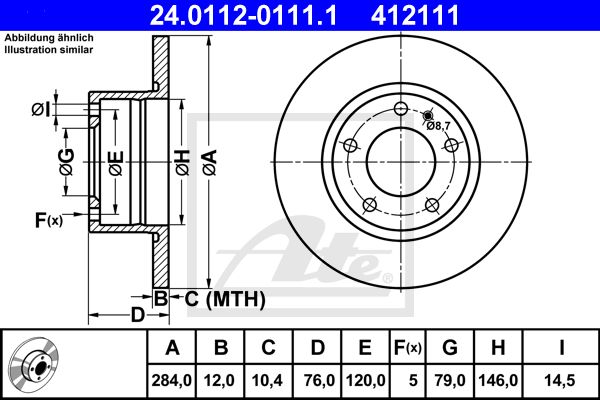 24.0112-0111.1 412111
Abbildung ähnlich
Illustration similar
ØI
ØG
ØE
ØH
ØA
F(x)
Ø8,7
B
C (MTH)
D
Ate
A B C D E F(x) G H I
284,0 12,0 10,4 76,0 120,0 5 79,0 146,0 14,5